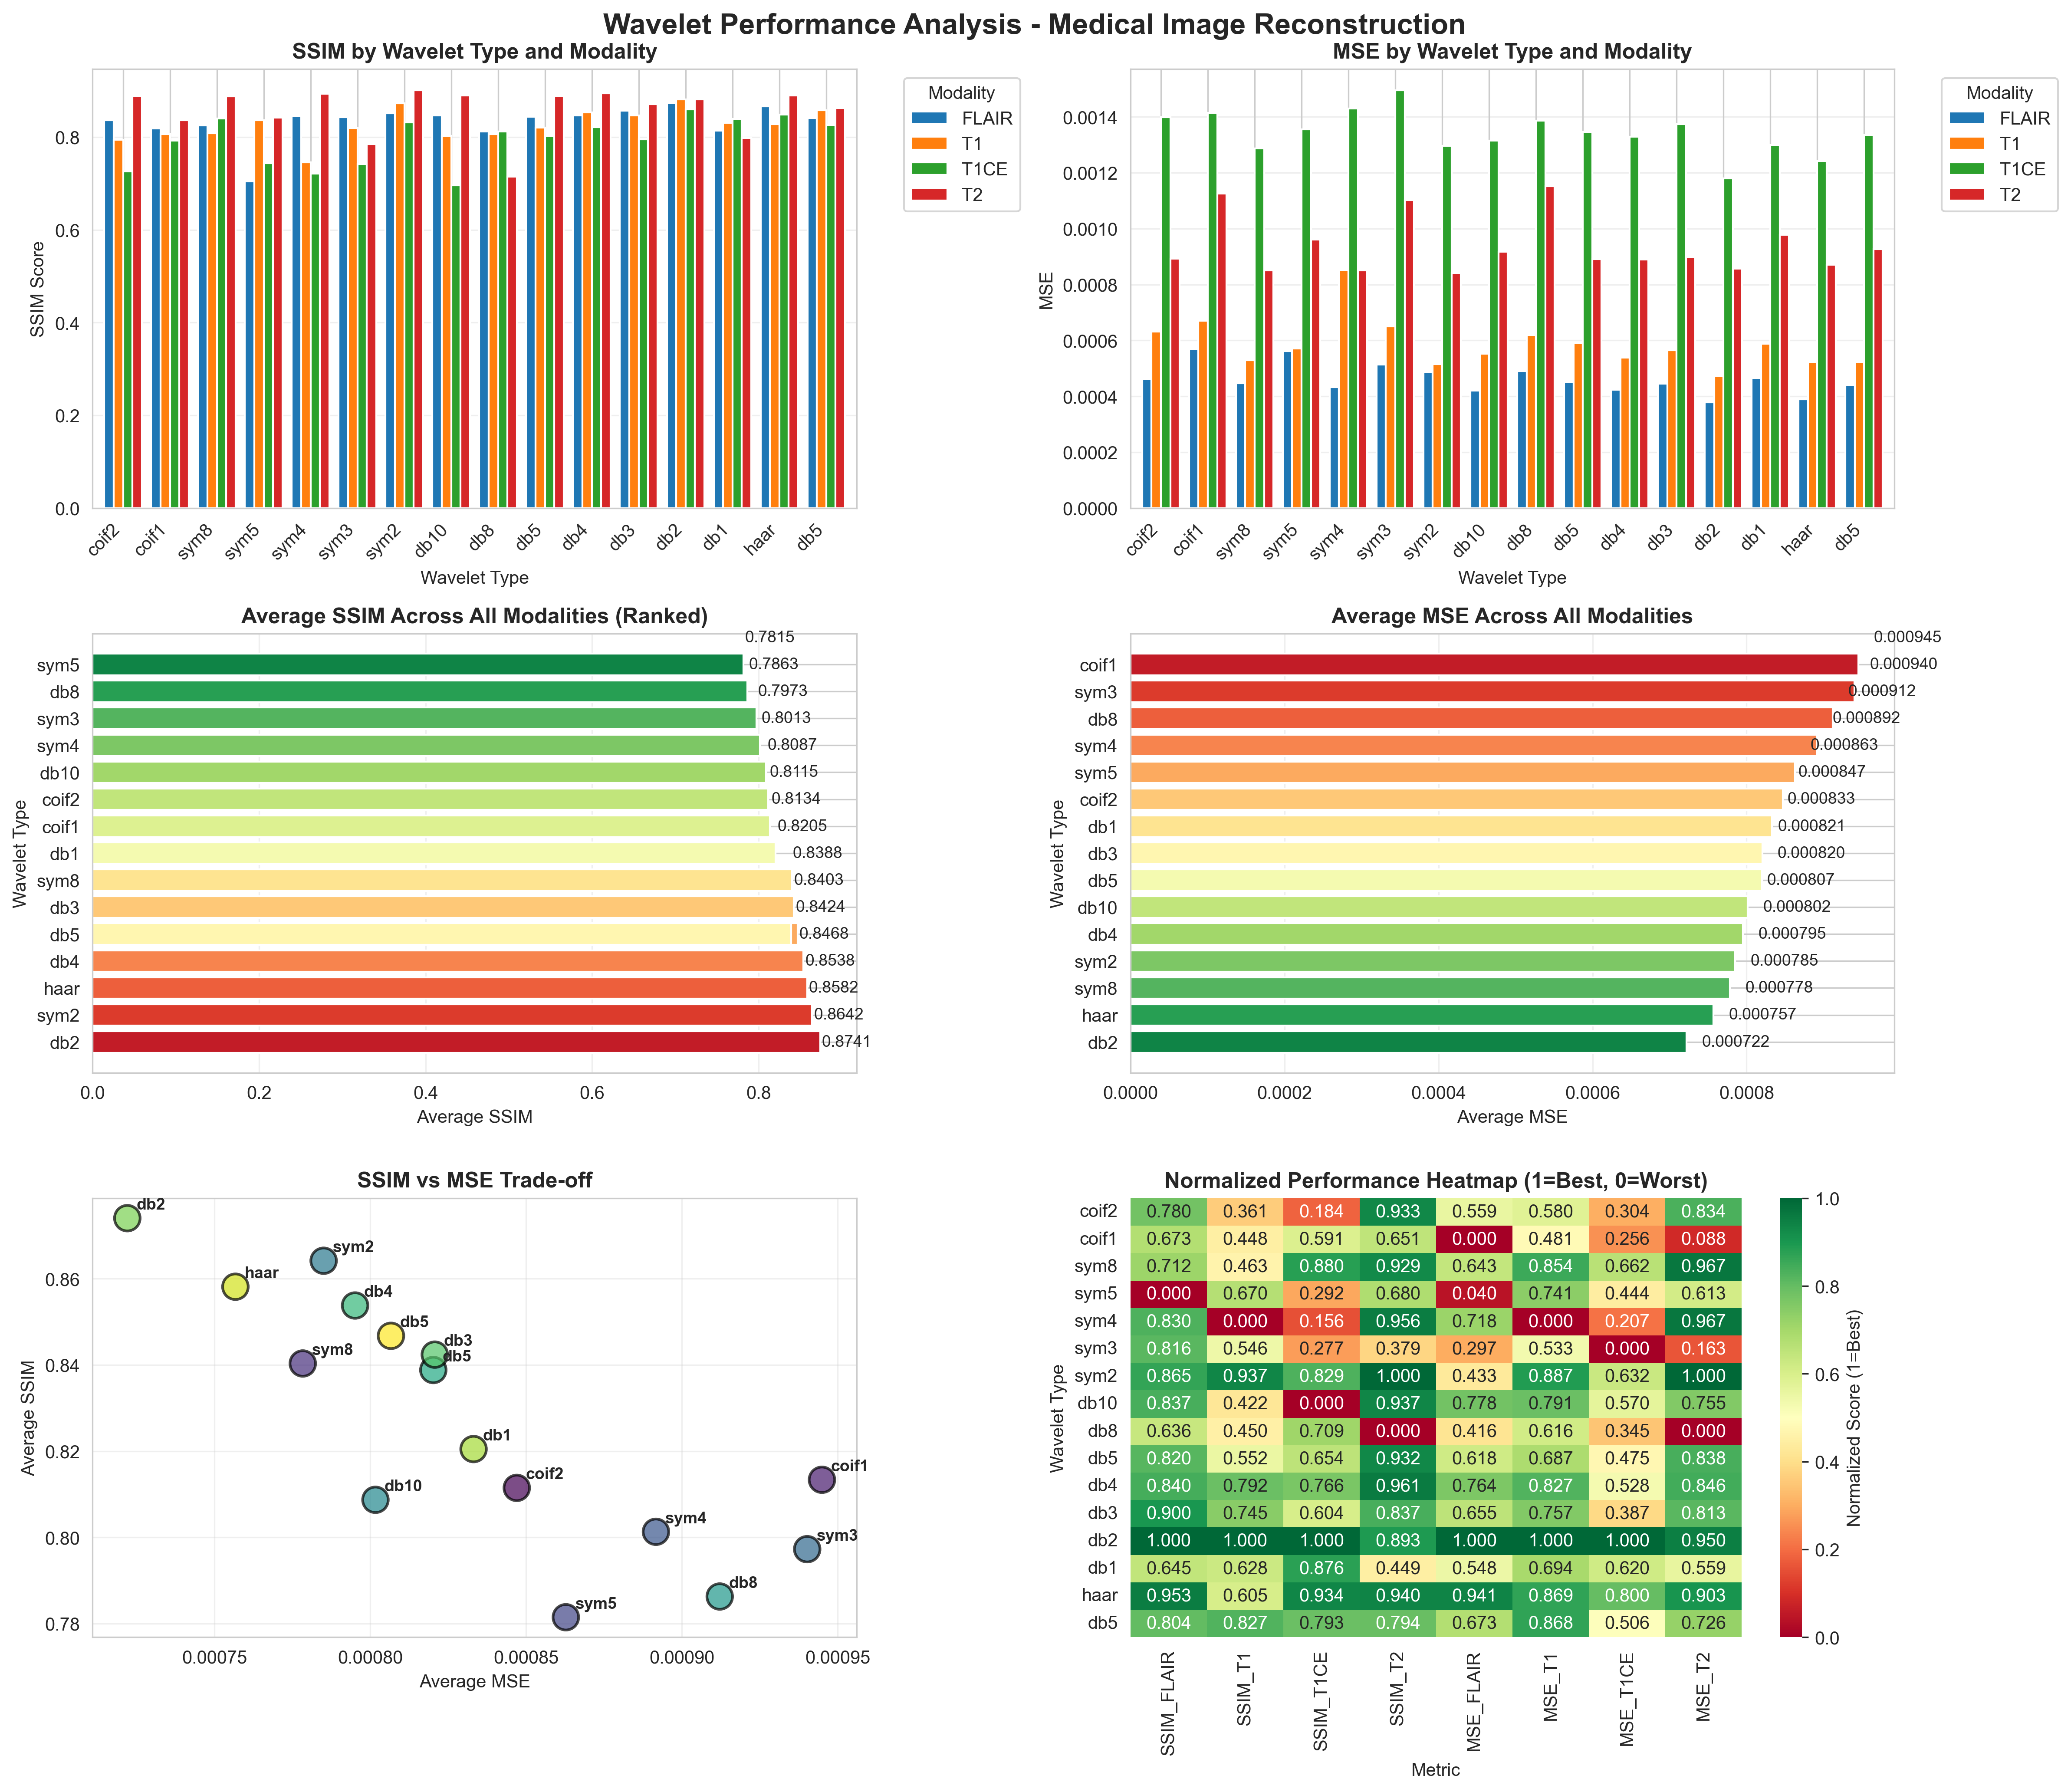 Wavelet Performance Analysis - Medical Image Reconstruction
SSIM by Wavelet Type and Modality
SSIM Score
0.8
0.6
0.4
0.2
0.0
coif2 coif1 sym8 sym5 sym4 sym3 sym2 db10 db8 db5 db4 db3 db2 db1 haar db5
Wavelet Type
Modality
FLAIR
T1
T1CE
T2
MSE by Wavelet Type and Modality
MSE
0.0014
0.0012
0.0010
0.0008
0.0006
0.0004
0.0002
0.0000
coif2 coif1 sym8 sym5 sym4 sym3 sym2 db10 db8 db5 db4 db3 db2 db1 haar db5
Wavelet Type
Modality
FLAIR
T1
T1CE
T2
Average SSIM Across All Modalities (Ranked)
Wavelet Type
0.7815
sym5 0.7863
db8 0.7973
sym3 0.8013
sym4 0.8087
db10 0.8115
coif2 0.8134
coif1 0.8205
db1 0.8388
sym8 0.8403
db3 0.8424
db5 0.8468
db4 0.8538
haar 0.8582
sym2 0.8642
db2 0.8741
0.0 0.2 0.4 0.6 0.8
Average SSIM
Average MSE Across All Modalities
Wavelet Type
0.000945
coif1 0.000940
sym3 0.000912
db8 0.000892
sym4 0.000863
sym5 0.000847
coif2 0.000833
db1 0.000821
db3 0.000820
db5 0.000807
db10 0.000802
db4 0.000795
sym2 0.000785
sym8 0.000778
haar 0.000757
db2 0.000722
0.0000 0.0002 0.0004 0.0006 0.0008
Average MSE
SSIM vs MSE Trade-off
Average SSIM
0.86
0.84
0.82
0.80
0.78
db2
sym2
haar
db4
db5
db3
sym8
db5
db1
coif2
coif1
db10
sym4
sym3
db8
sym5
0.00075 0.00080 0.00085 0.00090 0.00095
Average MSE
Normalized Performance Heatmap (1=Best, 0=Worst)
Wavelet Type
coif2 0.780 0.361 0.184 0.933 0.559 0.580 0.304 0.834
coif1 0.673 0.448 0.591 0.651 0.000 0.481 0.256 0.088
sym8 0.712 0.463 0.880 0.929 0.643 0.854 0.662 0.967
sym5 0.000 0.670 0.292 0.680 0.040 0.741 0.444 0.613
sym4 0.830 0.000 0.156 0.956 0.718 0.000 0.207 0.967
sym3 0.816 0.546 0.277 0.379 0.297 0.533 0.000 0.163
sym2 0.865 0.937 0.829 1.000 0.433 0.887 0.632 1.000
db10 0.837 0.422 0.000 0.937 0.778 0.791 0.570 0.755
db8 0.636 0.450 0.709 0.000 0.416 0.616 0.345 0.000
db5 0.820 0.552 0.654 0.932 0.618 0.687 0.475 0.838
db4 0.840 0.792 0.766 0.961 0.764 0.827 0.528 0.846
db3 0.900 0.745 0.604 0.837 0.655 0.757 0.387 0.813
db2 1.000 1.000 1.000 0.893 1.000 1.000 1.000 0.950
db1 0.645 0.628 0.876 0.449 0.548 0.694 0.620 0.559
haar 0.953 0.605 0.934 0.940 0.941 0.869 0.800 0.903
db5 0.804 0.827 0.793 0.794 0.673 0.868 0.506 0.726
SSIM_FLAIR SSIM_T1 SSIM_T1CE SSIM_T2 MSE_FLAIR MSE_T1 MSE_T1CE MSE_T2
Metric
1.0
0.8
0.6
0.4
0.2
0.0
Normalized Score (1=Best)